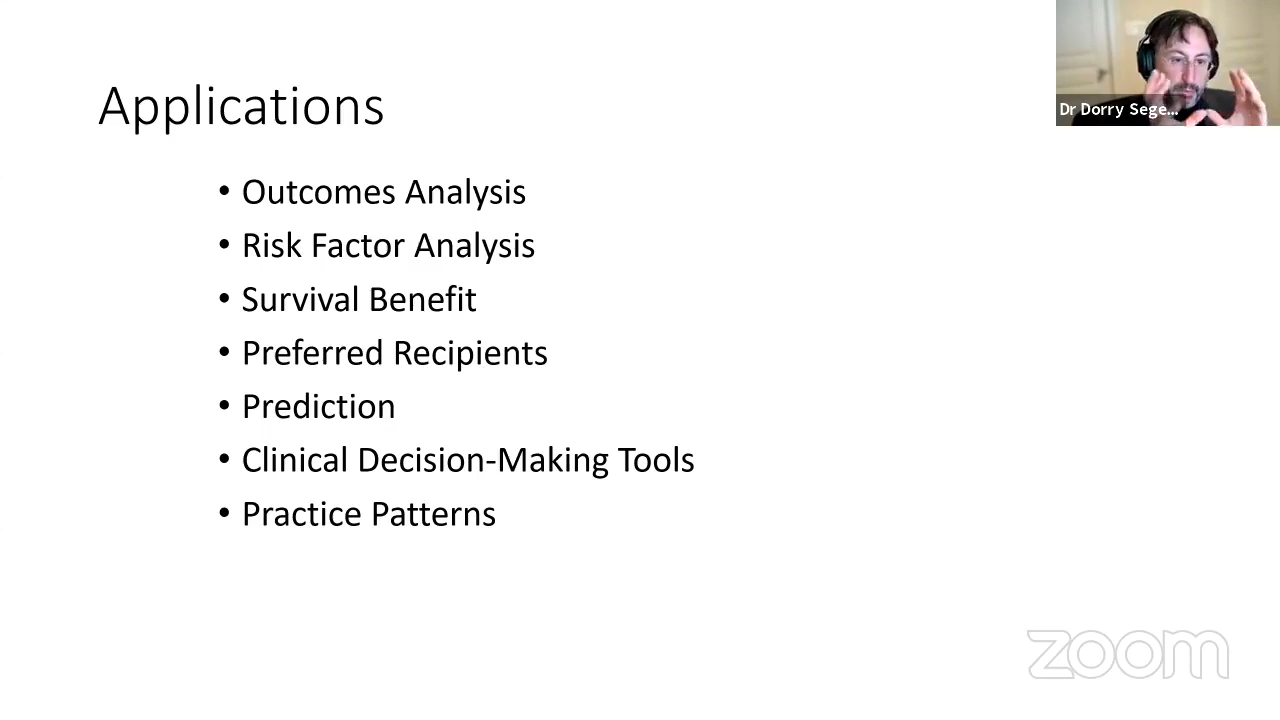 Applications
Dr Dorry Sege...
• Outcomes Analysis
• Risk Factor Analysis
• Survival Benefit
• Preferred Recipients
• Prediction
• Clinical Decision-Making Tools
• Practice Patterns
zoom